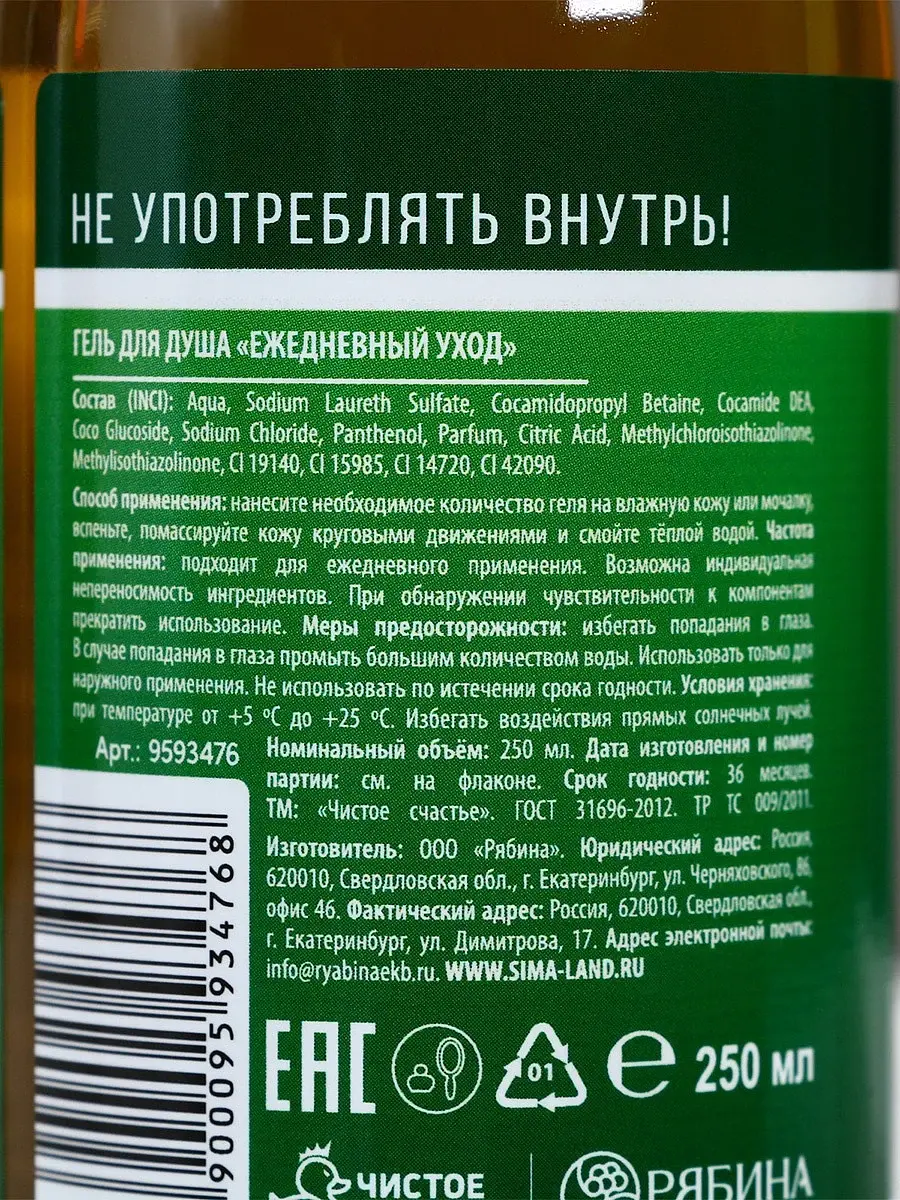 НЕ УПОТРЕБЛЯТЬ ВНУТРЬ!
ГЕЛЬ ДЛЯ ДУША «ЕЖЕДНЕВНЫЙ УХОД»
Состав (INCI): Aqua, Sodium Laureth Sulfate, Cocamidopropyl Betaine, Cocamide DEA,
Coco Glucoside, Sodium Chloride, Panthenol, Parfum, Citric Acid, Methylchloroisothiazolinone,
Methylisothiazolinone, CI 19140, CI 15985, CI 14720, CI 42090.
Способ применения: нанесите необходимое количество геля на влажную кожу или мочалку,
вспеньте, помассируйте кожу круговыми движениями и смойте тёплой водой. Частота
применения: подходит для ежедневного применения. Возможна индивидуальная
непереносимость ингредиентов. При обнаружении чувствительности к компонентам
прекратить использование. Меры предосторожности: избегать попадания в глаза.
В случае попадания в глаза промыть большим количеством воды. Использовать только для
наружного применения. Не использовать по истечении срока годности. Условия хранения:
при температуре от +5 °C до +25 °C. Избегать воздействия прямых солнечных лучей.
Арт.: 9593476
Номинальный объём: 250 мл. Дата изготовления и номер
партии: см. на флаконе. Срок годности: 36 месяцев.
ТМ: «Чистое счастье». ГОСТ 31696-2012. ТР ТС 009/2011.
Изготовитель: ООО «Рябина». Юридический адрес: Россия,
620010, Свердловская обл., г. Екатеринбург, ул. Черняховского, 86,
офис 46. Фактический адрес: Россия, 620010, Свердловская обл.,
г. Екатеринбург, ул. Димитрова, 17. Адрес электронной почты:
info@ryabinaekb.ru. WWW.SIMA-LAND.RU
900095934768
EAC
01
℮ 250 мл
ЧИСТОЕ
РЯБИНА